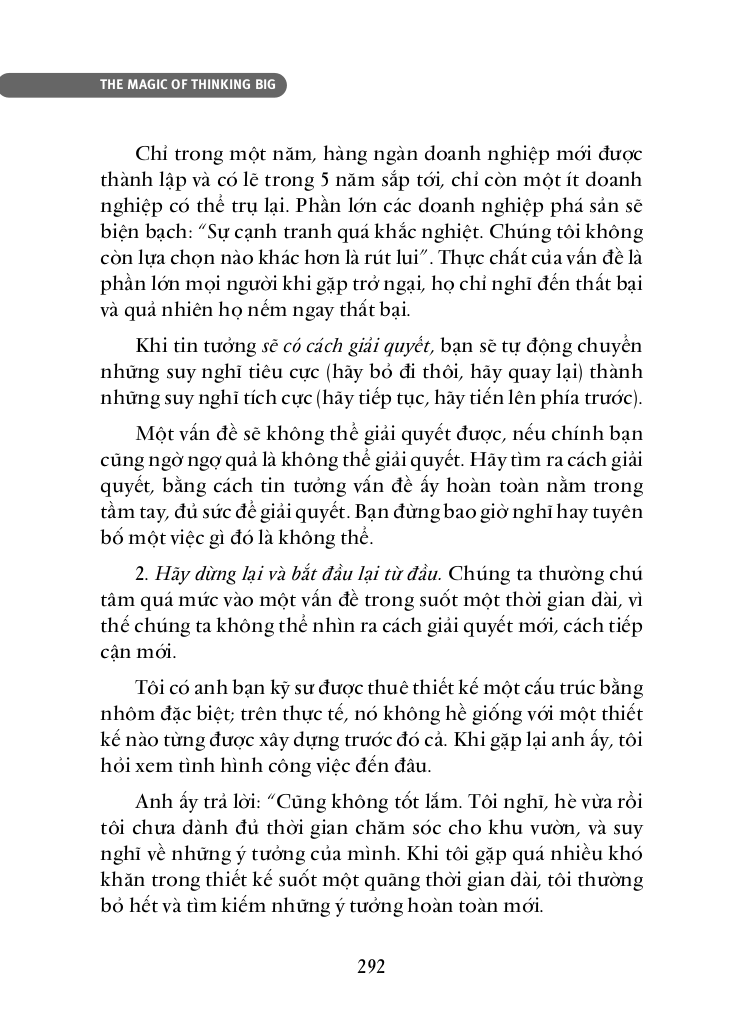 THE MAGIC OF THINKING BIG
Chỉ trong một năm, hàng ngàn doanh nghiệp mới được
thành lập và có lẽ trong 5 năm sắp tới, chỉ còn một ít doanh
nghiệp có thể trụ lại. Phần lớn các doanh nghiệp phá sản sẽ
biện bạch: “Sự cạnh tranh quá khắc nghiệt. Chúng tôi không
còn lựa chọn nào khác hơn là rút lui”. Thực chất của vấn đề là
phần lớn mọi người khi gặp trở ngại, họ chỉ nghĩ đến thất bại
và quả nhiên họ nếm ngay thất bại.
Khi tin tưởng sẽ có cách giải quyết, bạn sẽ tự động chuyển
những suy nghĩ tiêu cực (hãy bỏ đi thôi, hãy quay lại) thành
những suy nghĩ tích cực (hãy tiếp tục, hãy tiến lên phía trước).
Một vấn đề sẽ không thể giải quyết được, nếu chính bạn
cũng ngờ ngợ quả là không thể giải quyết. Hãy tìm ra cách giải
quyết, bằng cách tin tưởng vấn đề ấy hoàn toàn nằm trong
tầm tay, đủ sức để giải quyết. Bạn đừng bao giờ nghĩ hay tuyên
bố một việc gì đó là không thể.
2. Hãy dừng lại và bắt đầu lại từ đầu. Chúng ta thường chú
tâm quá mức vào một vấn đề trong suốt một thời gian dài, vì
thế chúng ta không thể nhìn ra cách giải quyết mới, cách tiếp
cận mới.
Tôi có anh bạn kỹ sư được thuê thiết kế một cấu trúc bằng
nhôm đặc biệt; trên thực tế, nó không hề giống với một thiết
kế nào từng được xây dựng trước đó cả. Khi gặp lại anh ấy, tôi
hỏi xem tình hình công việc đến đâu.
Anh ấy trả lời: “Cũng không tốt lắm. Tôi nghĩ, hè vừa rồi
tôi chưa dành đủ thời gian chăm sóc cho khu vườn, và suy
nghĩ về những ý tưởng của mình. Khi tôi gặp quá nhiều khó
khăn trong thiết kế suốt một quãng thời gian dài, tôi thường
bỏ hết và tìm kiếm những ý tưởng hoàn toàn mới.
292